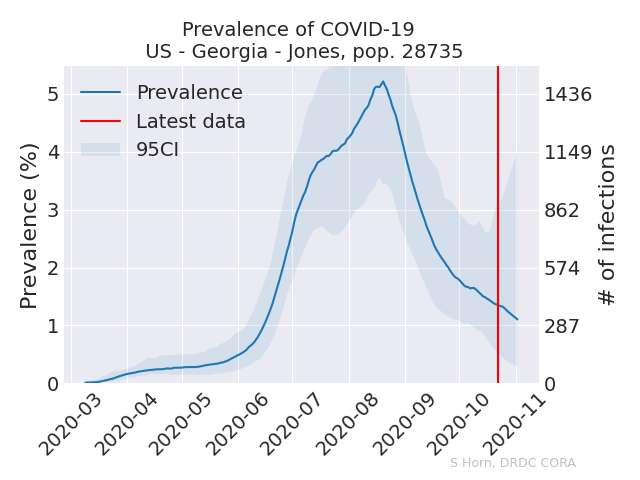 Prevalence of COVID-19
US - Georgia - Jones, pop. 28735
Prevalence
Latest data
95CI
Prevalence (%)
5
4
3
2
1
0
1436
1149
862
574
287
0
# of infections
2020-03
2020-04
2020-05
2020-06
2020-07
2020-08
2020-09
2020-10
2020-11
S Horn, DRDC CORA